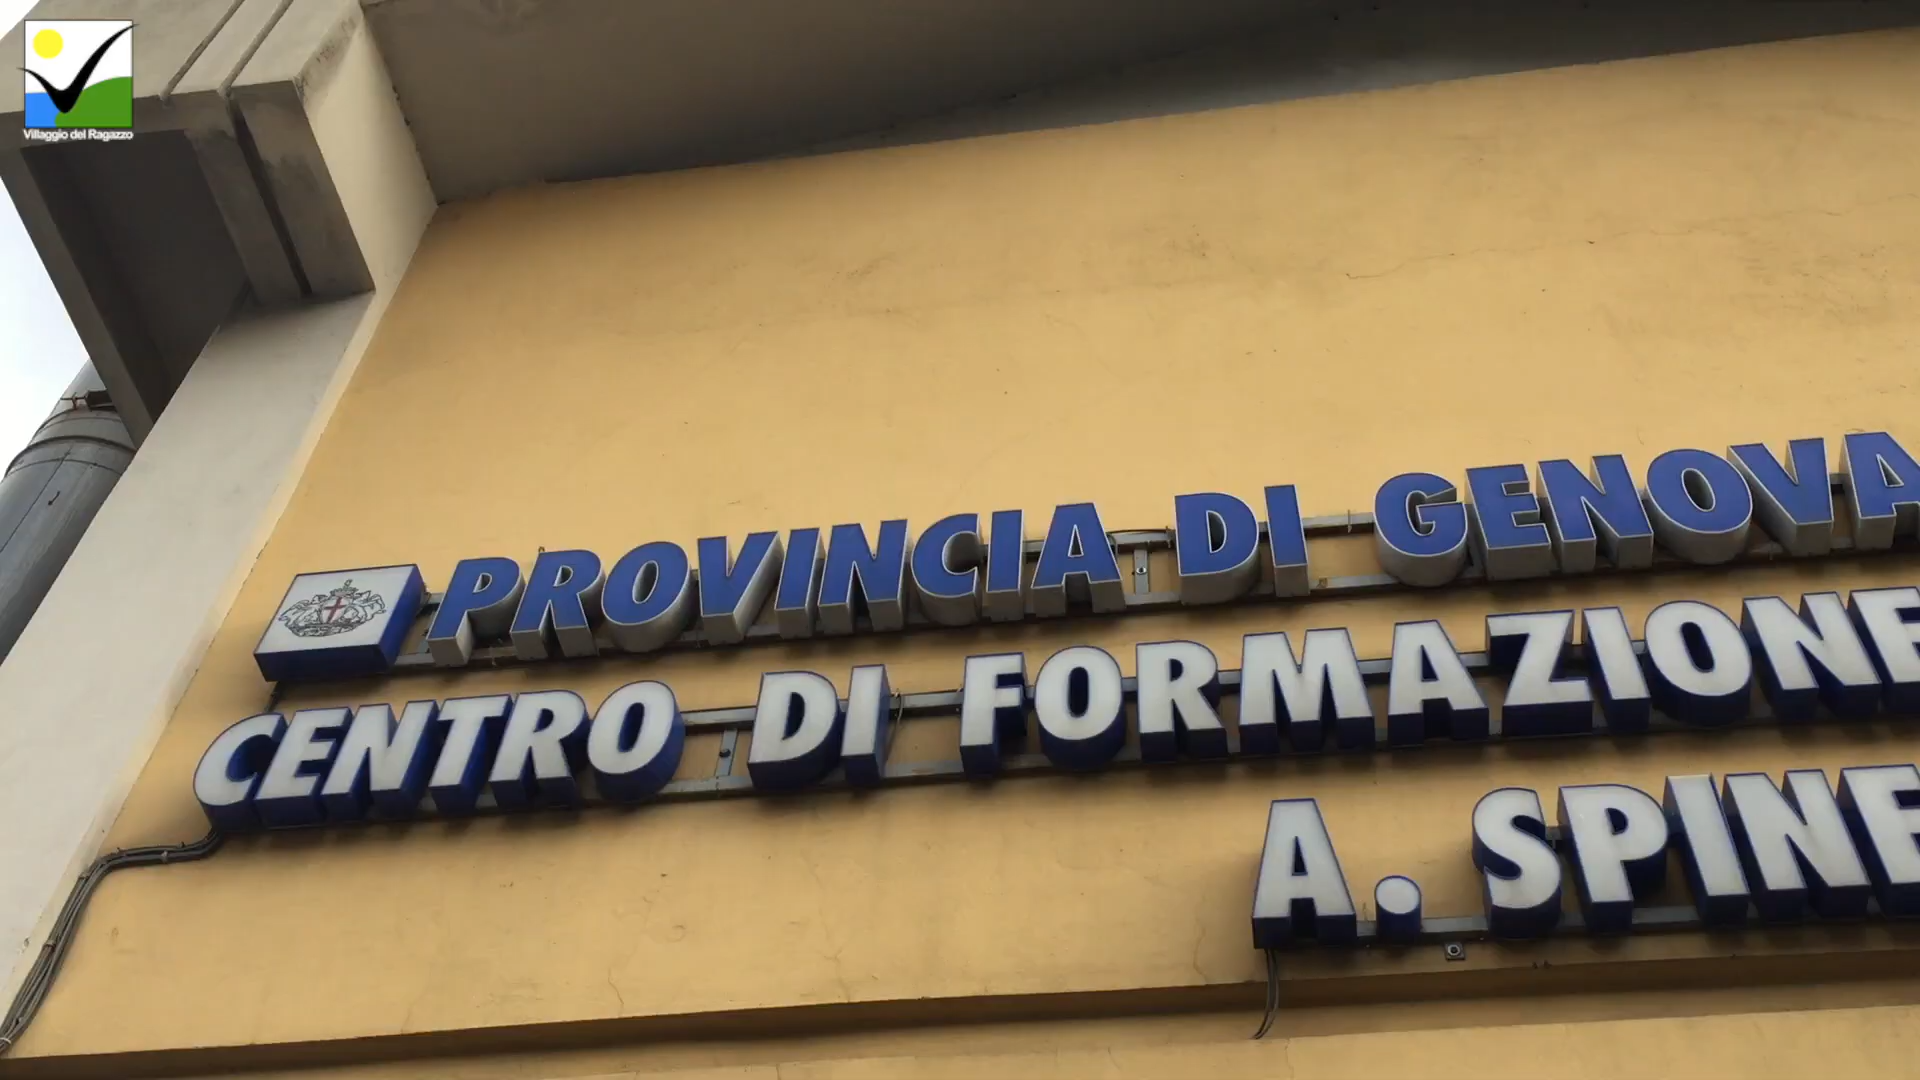 Villaggio del Ragazzo
PROVINCIA DI GENOVA
CENTRO DI FORMAZIONE
A. SPINE